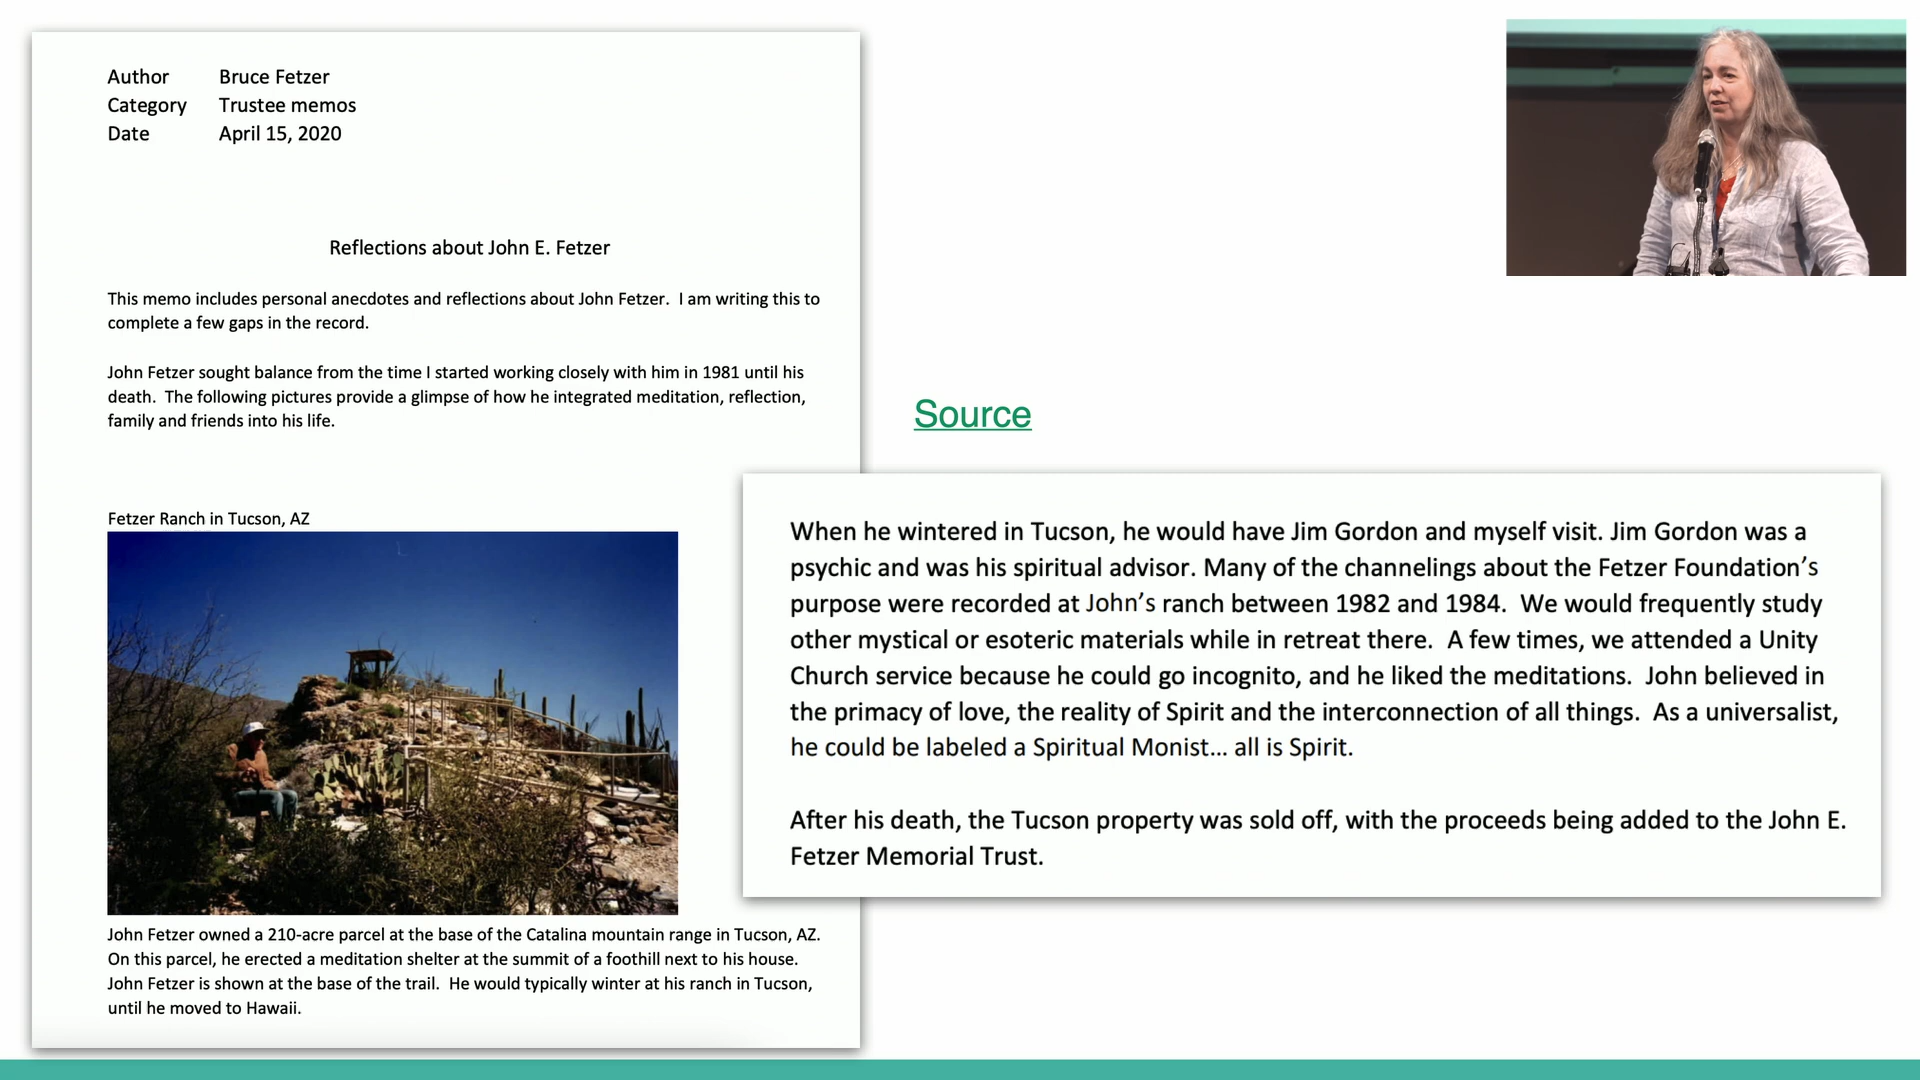 Author Bruce Fetzer
Category Trustee memos
Date April 15, 2020
Reflections about John E. Fetzer
This memo includes personal anecdotes and reflections about John Fetzer.  I am writing this to
complete a few gaps in the record.
John Fetzer sought balance from the time I started working closely with him in 1981 until his
death.  The following pictures provide a glimpse of how he integrated meditation, reflection,
family and friends into his life.
Fetzer Ranch in Tucson, AZ
John Fetzer owned a 210-acre parcel at the base of the Catalina mountain range in Tucson, AZ.
On this parcel, he erected a meditation shelter at the summit of a foothill next to his house.
John Fetzer is shown at the base of the trail.  He would typically winter at his ranch in Tucson,
until he moved to Hawaii.
Source
When he wintered in Tucson, he would have Jim Gordon and myself visit. Jim Gordon was a
psychic and was his spiritual advisor. Many of the channelings about the Fetzer Foundation’s
purpose were recorded at John’s ranch between 1982 and 1984.  We would frequently study
other mystical or esoteric materials while in retreat there.  A few times, we attended a Unity
Church service because he could go incognito, and he liked the meditations.  John believed in
the primacy of love, the reality of Spirit and the interconnection of all things.  As a universalist,
he could be labeled a Spiritual Monist… all is Spirit.
After his death, the Tucson property was sold off, with the proceeds being added to the John E.
Fetzer Memorial Trust.